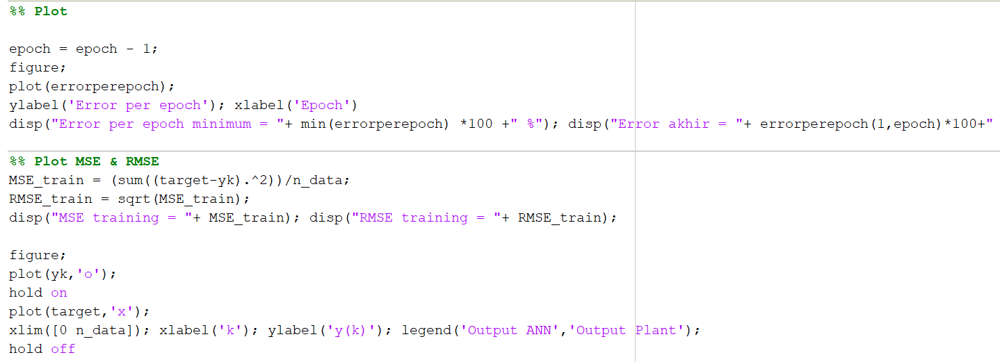 %% Plot
epoch = epoch - 1;
figure;
plot(errorperepoch);
ylabel('Error per epoch'); xlabel('Epoch')
disp("Error per epoch minimum = "+ min(errorperepoch) *100 +" %"); disp("Error akhir = "+ errorperepoch(1,epoch)*100+"
%% Plot MSE & RMSE
MSE_train = (sum((target-yk).^2))/n_data;
RMSE_train = sqrt(MSE_train);
disp("MSE training = "+ MSE_train); disp("RMSE training = "+ RMSE_train);
figure;
plot(yk,'o');
hold on
plot(target,'x');
xlim([0 n_data]); xlabel('k'); ylabel('y(k)'); legend('Output ANN','Output Plant');
hold off